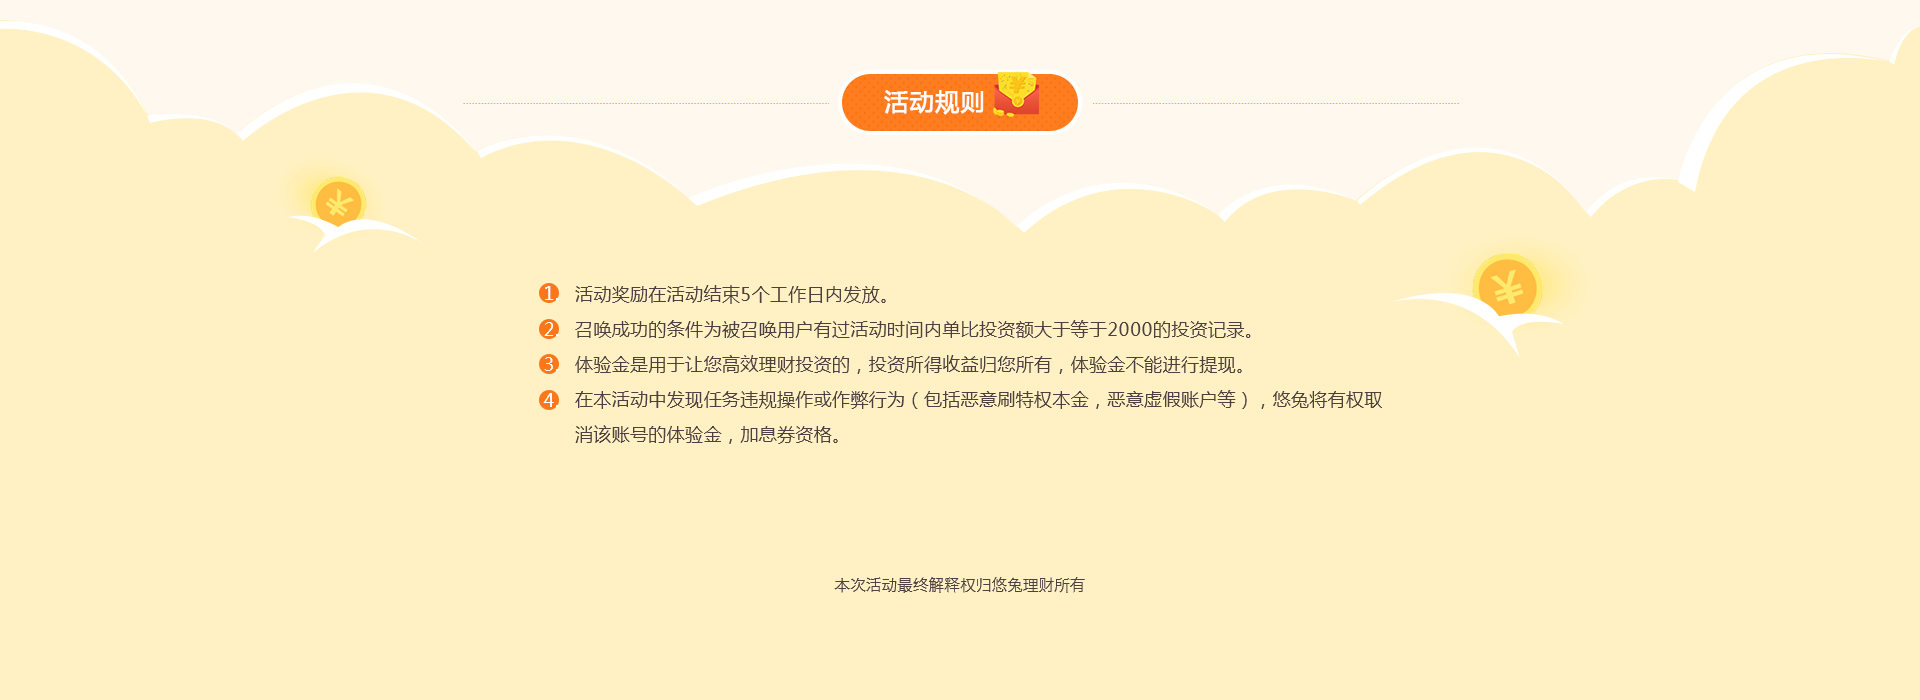 活动规则
1 活动奖励在活动结束5个工作日内发放。
2 召唤成功的条件为被召唤用户有过活动时间内单比投资额大于等于2000的投资记录。
3 体验金是用于让您高效理财投资的，投资所得收益归您所有，体验金不能进行提现。
4 在本活动中发现任务违规操作或作弊行为（包括恶意刷特权本金，恶意虚假账户等），悠兔将有权取
消该账号的体验金，加息券资格。
本次活动最终解释权归悠兔理财所有